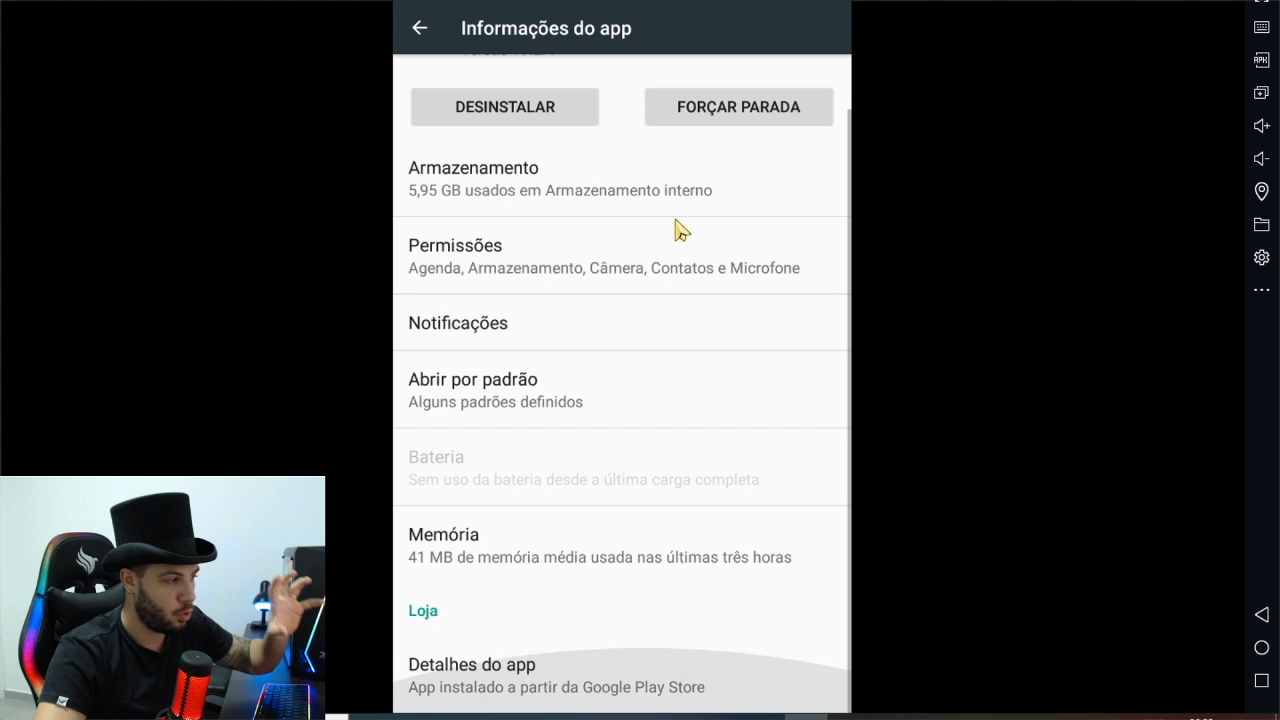 Informações do app
DESINSTALAR
FORÇAR PARADA
Armazenamento
5,95 GB usados em Armazenamento interno
Permissões
Agenda, Armazenamento, Câmera, Contatos e Microfone
Notificações
Abrir por padrão
Alguns padrões definidos
Bateria
Sem uso da bateria desde a última carga completa
Memória
41 MB de memória média usada nas últimas três horas
Loja
Detalhes do app
App instalado a partir da Google Play Store
APK